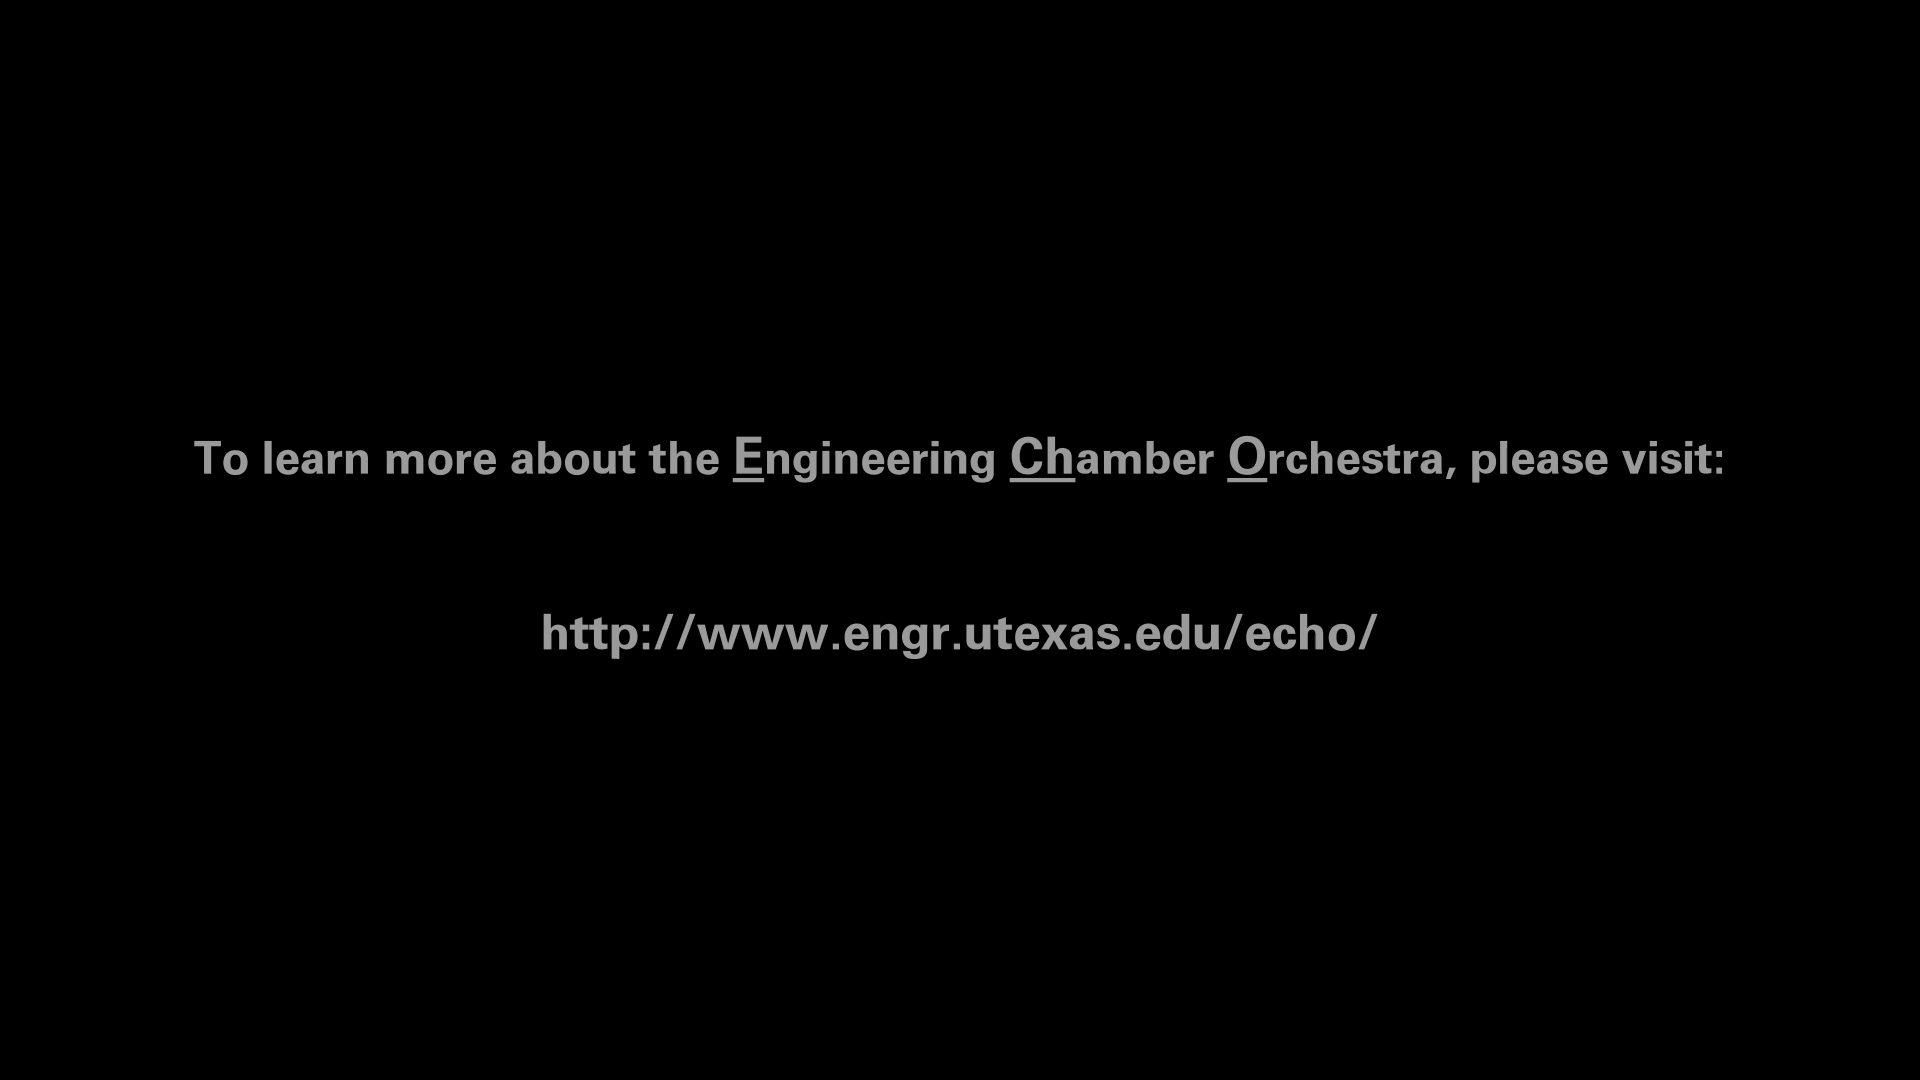 To learn more about the Engineering Chamber Orchestra, please visit:
http://www.engr.utexas.edu/echo/